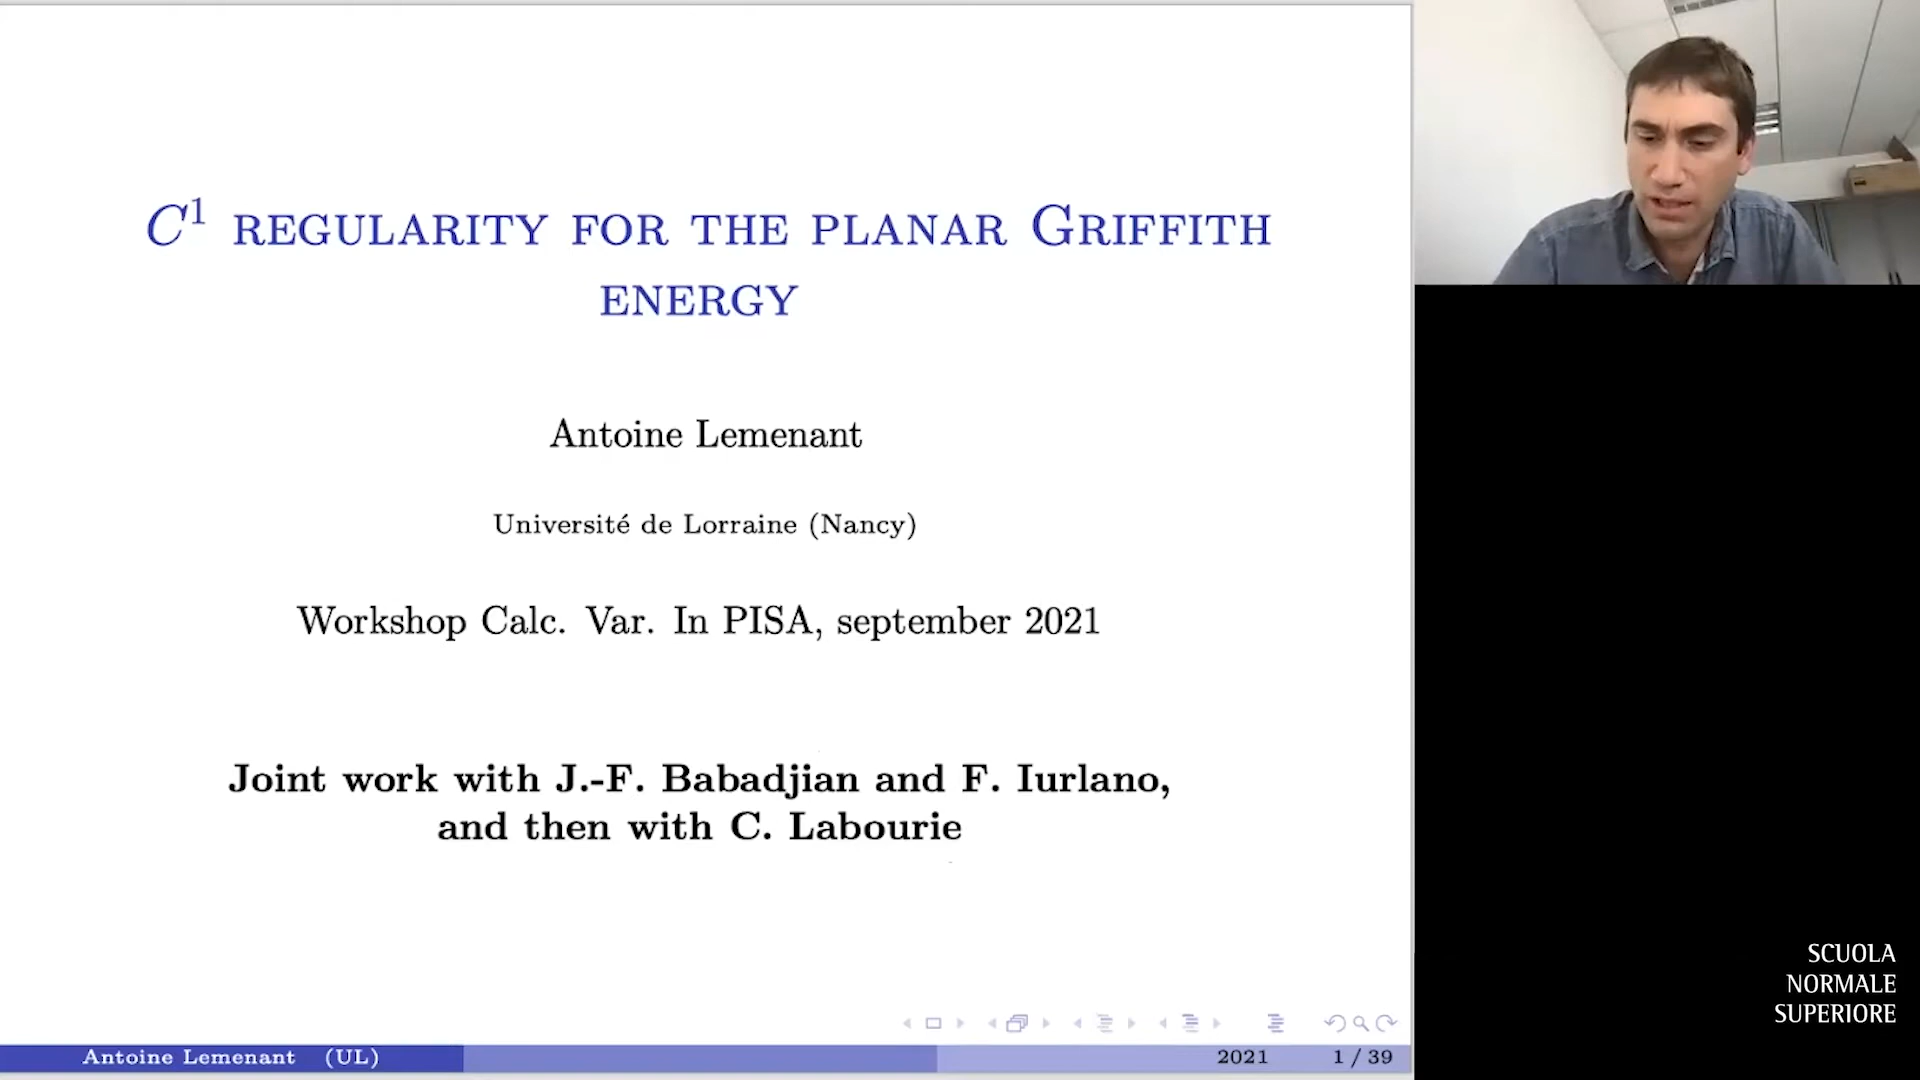 C¹ REGULARITY FOR THE PLANAR GRIFFITH
ENERGY
Antoine Lemenant
Université de Lorraine (Nancy)
Workshop Calc. Var. In PISA, september 2021
Joint work with J.-F. Babadjian and F. Iurlano,
and then with C. Labourie
Antoine Lemenant (UL) 2021 1 / 39
SCUOLA
NORMALE
SUPERIORE